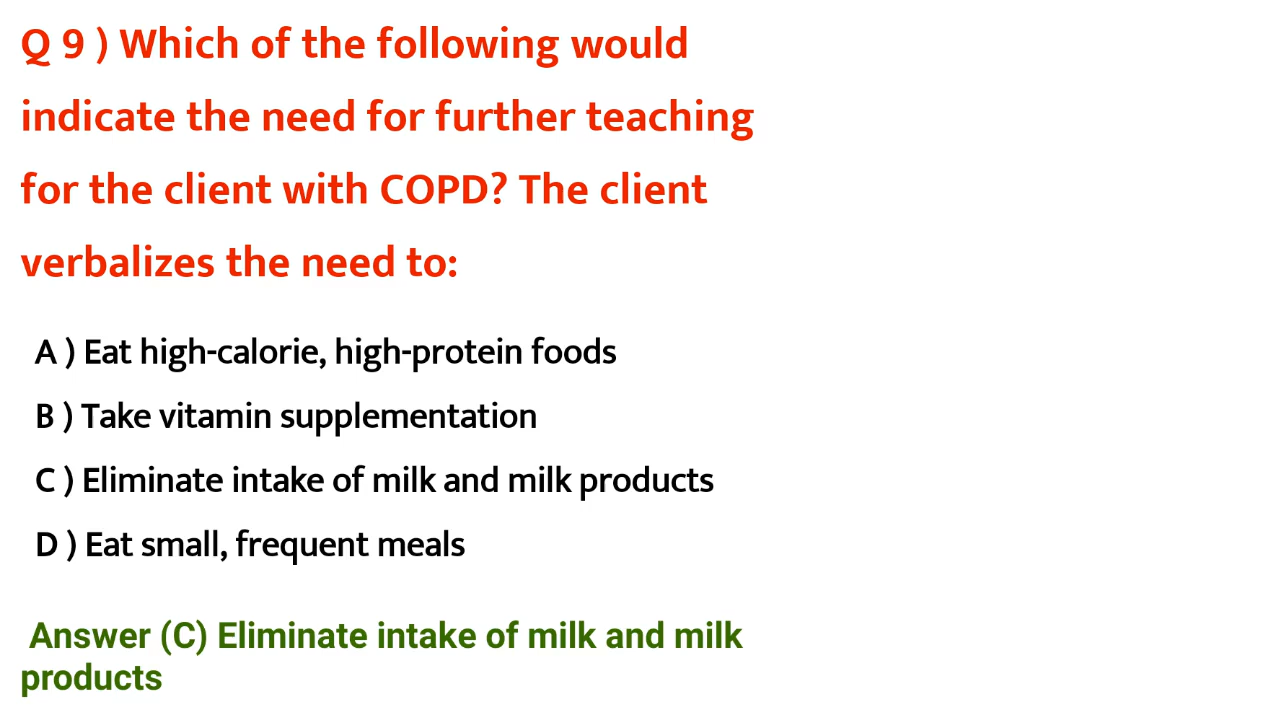 Q 9 ) Which of the following would
indicate the need for further teaching
for the client with COPD? The client
verbalizes the need to:
A ) Eat high-calorie, high-protein foods
B ) Take vitamin supplementation
C ) Eliminate intake of milk and milk products
D ) Eat small, frequent meals
Answer (C) Eliminate intake of milk and milk
products